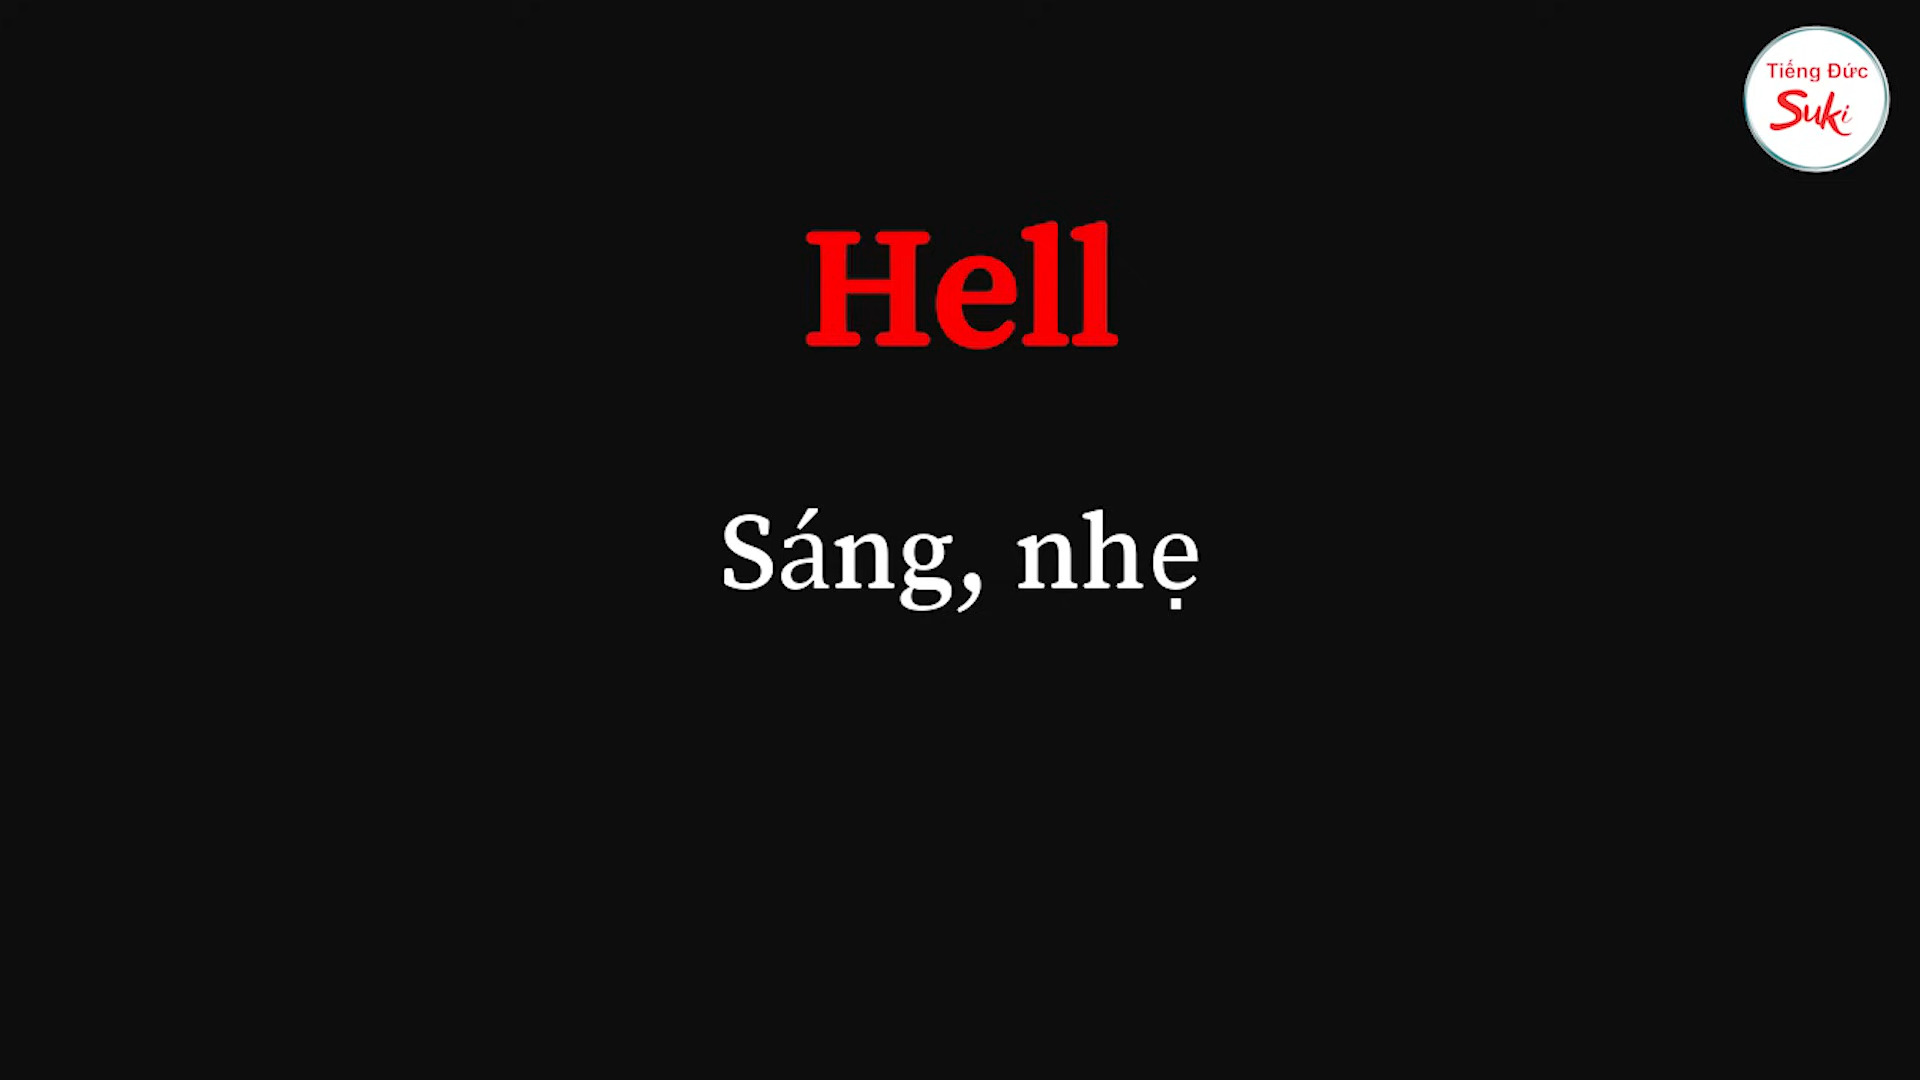 Tiếng Đức
Suki
Hell
Sáng, nhẹ